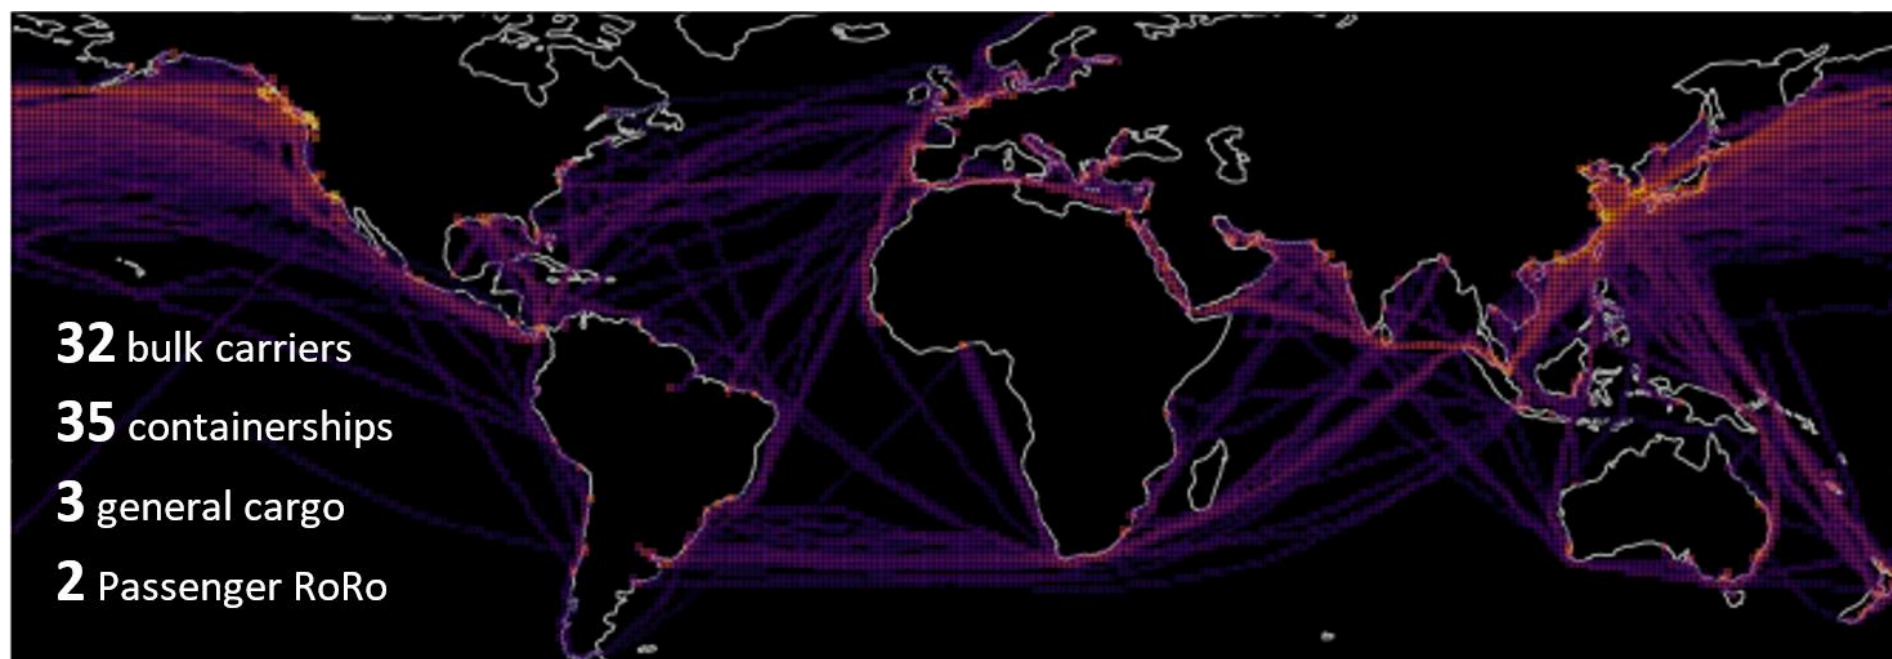 32 bulk carriers
35 containerships
3 general cargo
2 Passenger RoRo